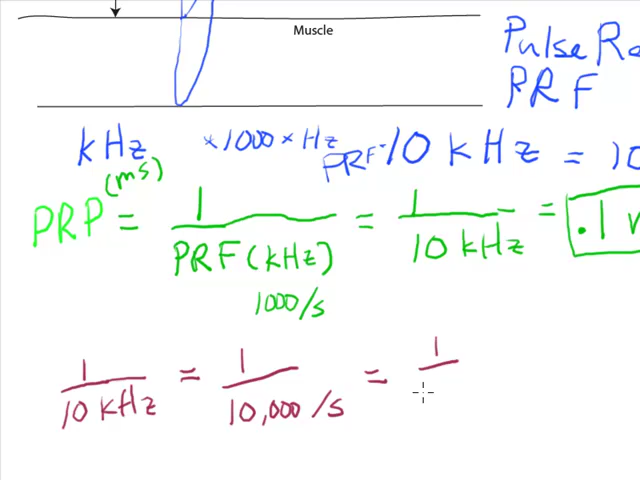 Muscle
Pulse R
PRF
kHz × 1000 × Hz PRF- 10 kHz = 10
(ms)
PRP = 1 / PRF (kHz) = 1 / 10 kHz = .1
1000/s
1 / 10 kHz = 1 / 10,000 /s = 1